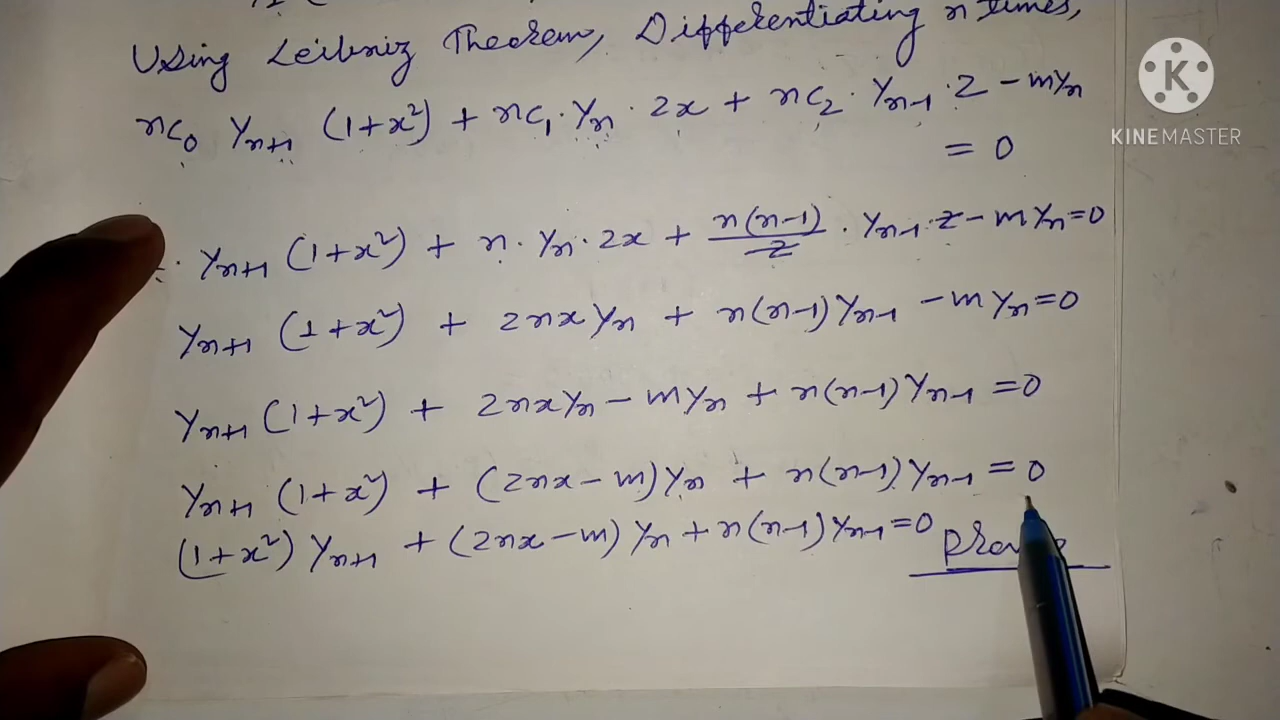 Using Leibniz Theorem, Differentiating n times,
nC₀ yₙ₊₁ (1+x²) + nC₁ · yₙ · 2x + nC₂ · yₙ₋₁ · 2 − myₙ
= 0
yₙ₊₁ (1+x²) + n · yₙ · 2x + n(n−1)/2 · yₙ₋₁ · 2 − myₙ = 0
yₙ₊₁ (1+x²) + 2nxyₙ + n(n−1)yₙ₋₁ − myₙ = 0
yₙ₊₁ (1+x²) + 2nxyₙ − myₙ + n(n−1)yₙ₋₁ = 0
yₙ₊₁ (1+x²) + (2nx−m)yₙ + n(n−1)yₙ₋₁ = 0
(1+x²) yₙ₊₁ + (2nx−m)yₙ + n(n−1)yₙ₋₁ = 0
K
KINEMASTER